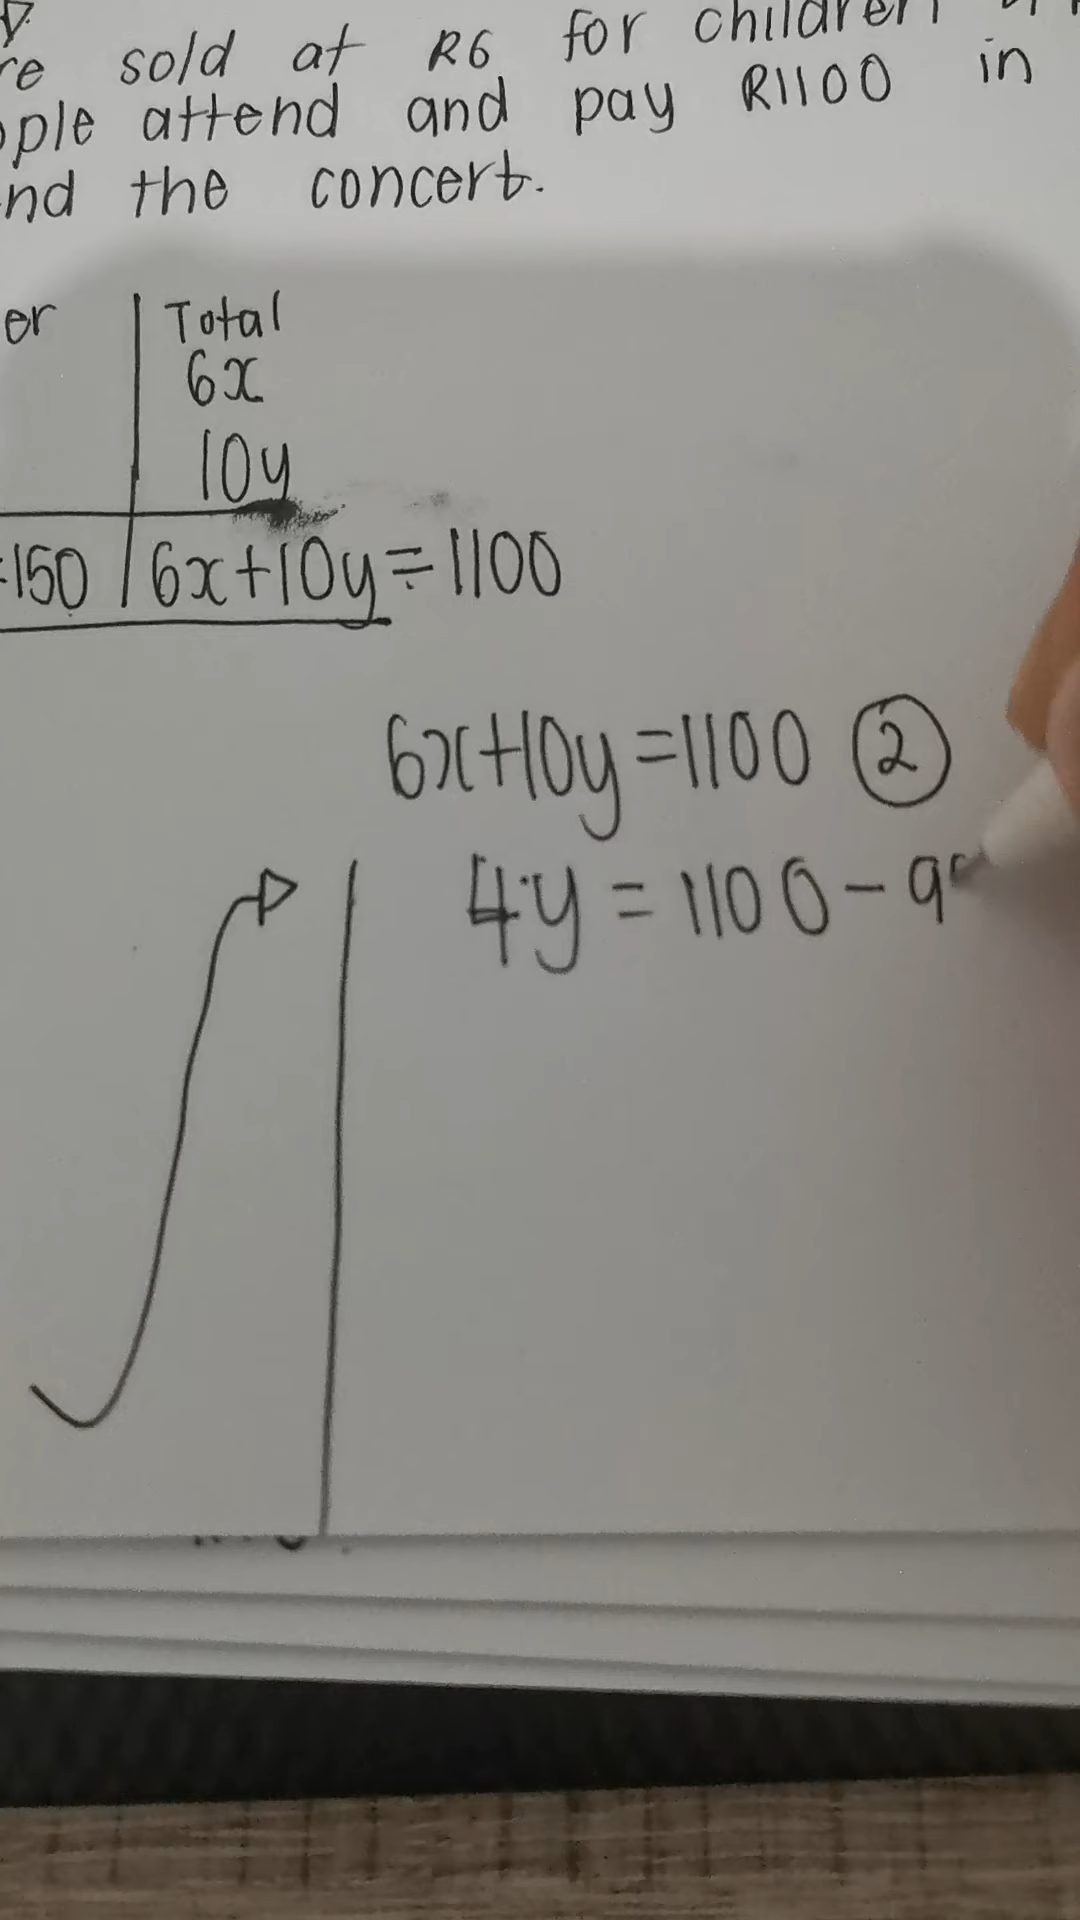 re sold at R6 for children
ople attend and pay R1100 in
nd the concert.
er Total
6x
10y
=150 6x+10y=1100
6x+10y=1100 ②
4y = 1100 - 9